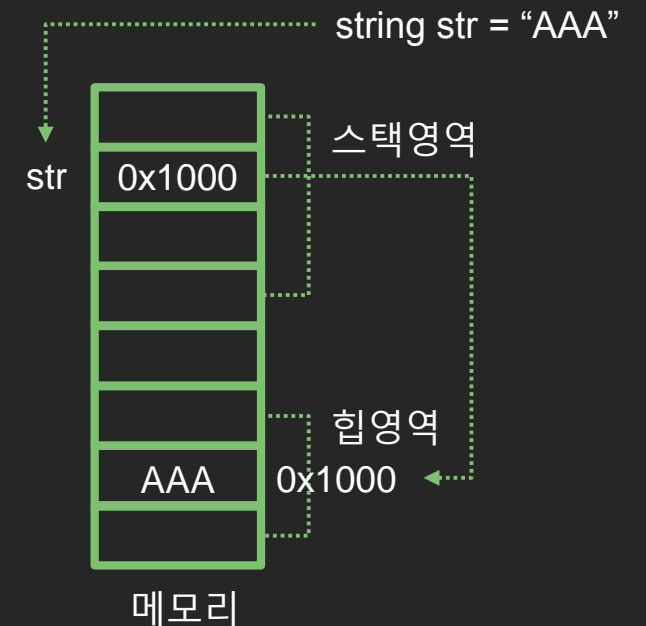 string str = “AAA”
스택영역
str
0x1000
힙영역
AAA
0x1000
메모리